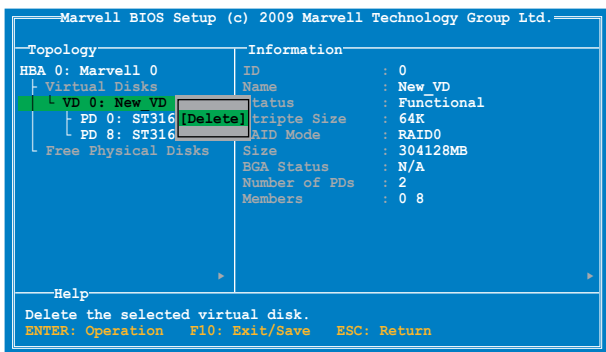 Marvell BIOS Setup (c) 2009 Marvell Technology Group Ltd.
Topology
HBA 0: Marvell 0
Virtual Disks
VD 0: New_VD
PD 0: ST316
PD 8: ST316
Free Physical Disks
[Delete]
Information
ID : 0
Name : New_VD
tatus : Functional
tripte Size : 64K
AID Mode : RAID0
Size : 304128MB
BGA Status : N/A
Number of PDs : 2
Members : 0 8
Help
Delete the selected virtual disk.
ENTER: Operation F10: Exit/Save ESC: Return